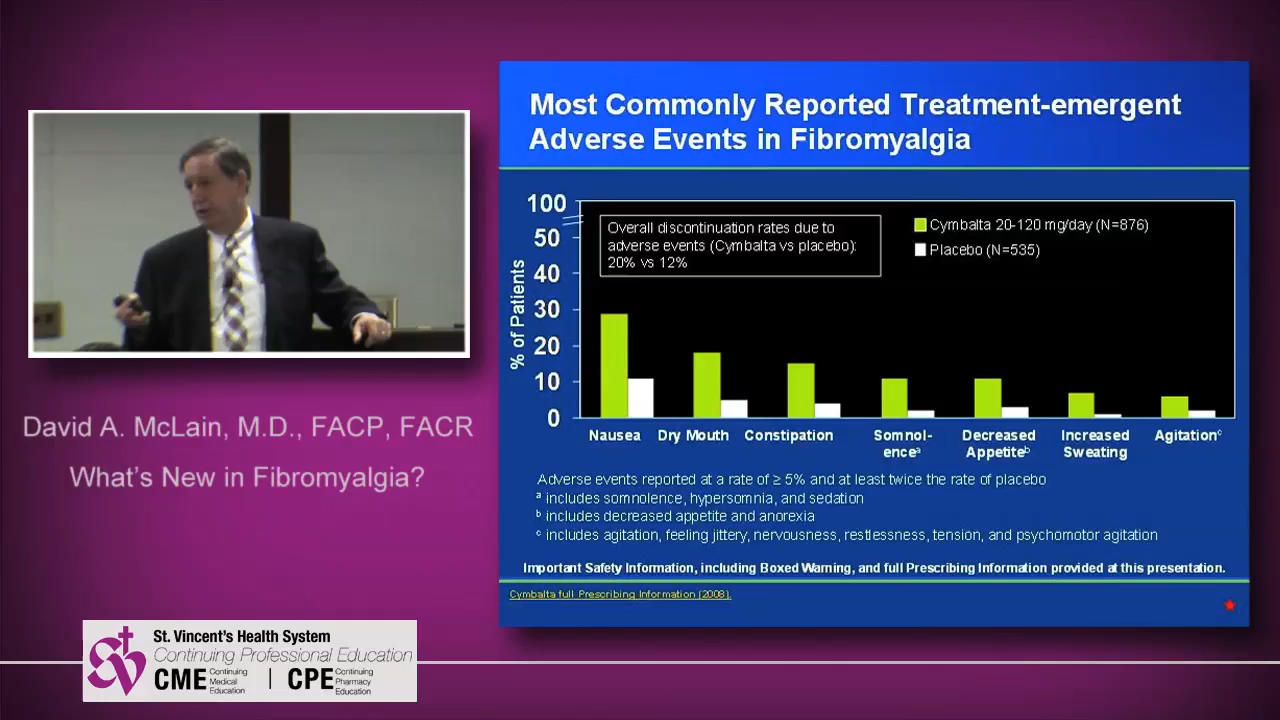 Most Commonly Reported Treatment-emergent
Adverse Events in Fibromyalgia
100
50
40
30
20
10
0
% of Patients
Overall discontinuation rates due to
adverse events (Cymbalta vs placebo):
20% vs 12%
Cymbalta 20-120 mg/day (N=876)
Placebo (N=535)
Nausea
Dry Mouth
Constipation
Somnol-
enceᵃ
Decreased
Appetiteᵇ
Increased
Sweating
Agitationᶜ
Adverse events reported at a rate of ≥ 5% and at least twice the rate of placebo
ᵃ includes somnolence, hypersomnia, and sedation
ᵇ includes decreased appetite and anorexia
ᶜ includes agitation, feeling jittery, nervousness, restlessness, tension, and psychomotor agitation
Important Safety Information, including Boxed Warning, and full Prescribing Information provided at this presentation.
Cymbalta full Prescribing Information (2008).
David A. McLain, M.D., FACP, FACR
What's New in Fibromyalgia?
St. Vincent's Health System
Continuing Professional Education
CME Continuing Medical Education | CPE Continuing Pharmacy Education